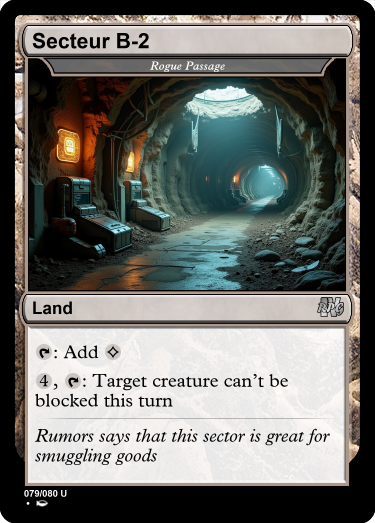 Secteur B-2
Rogue Passage
Land
: Add
4, : Target creature can't be
blocked this turn
Rumors says that this sector is great for
smuggling goods
079/080 U